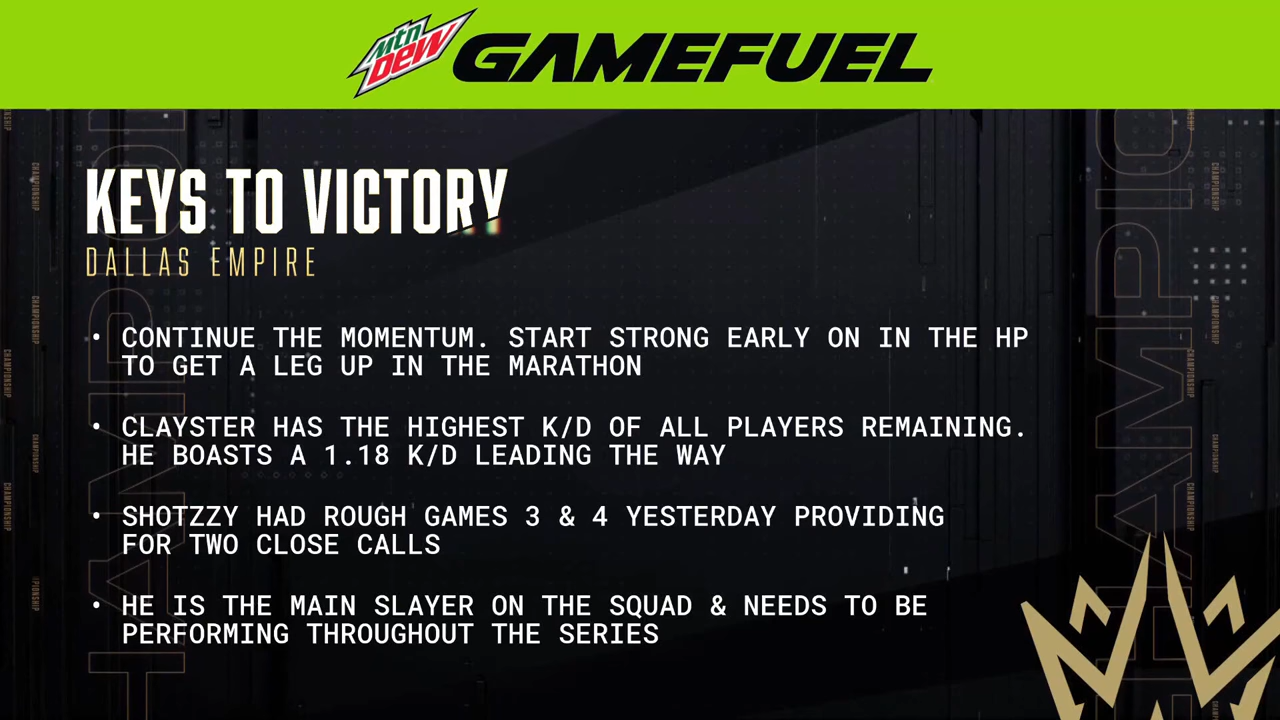 mtn DEW GAMEFUEL
KEYS TO VICTORY
DALLAS EMPIRE
• CONTINUE THE MOMENTUM. START STRONG EARLY ON IN THE HP
TO GET A LEG UP IN THE MARATHON
• CLAYSTER HAS THE HIGHEST K/D OF ALL PLAYERS REMAINING.
HE BOASTS A 1.18 K/D LEADING THE WAY
• SHOTZZY HAD ROUGH GAMES 3 & 4 YESTERDAY PROVIDING
FOR TWO CLOSE CALLS
• HE IS THE MAIN SLAYER ON THE SQUAD & NEEDS TO BE
PERFORMING THROUGHOUT THE SERIES
CHAMPIONSHIP